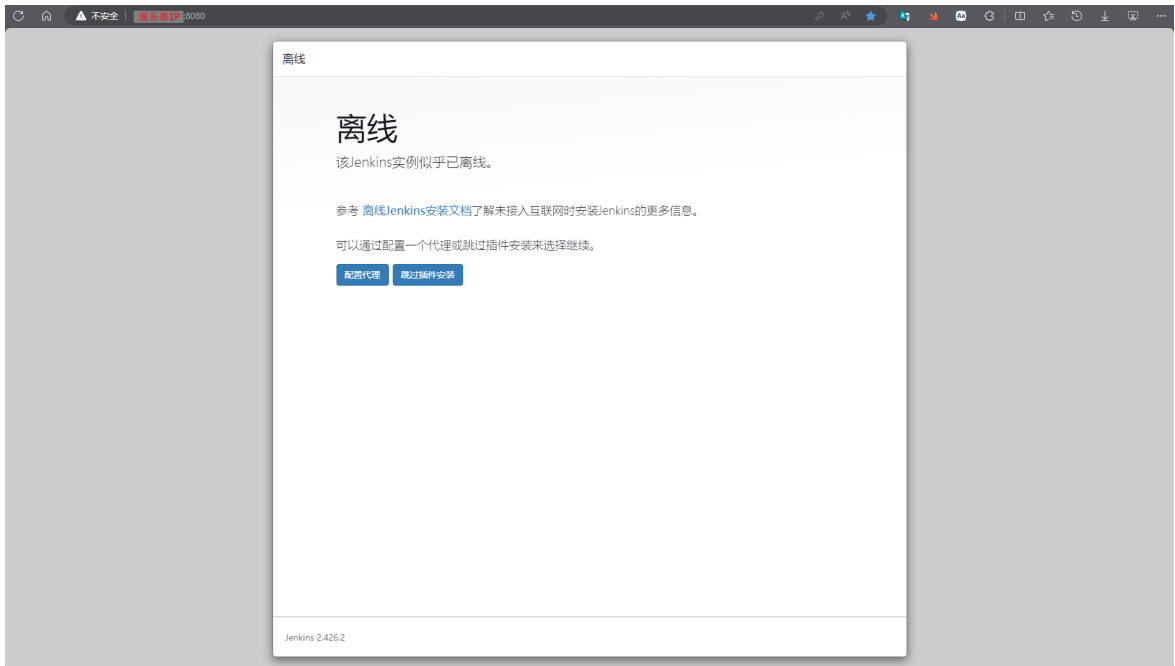 不安全 服务器IP:8080
离线
离线
该Jenkins实例似乎已离线。
参考 离线Jenkins安装文档了解未接入互联网时安装Jenkins的更多信息。
可以通过配置一个代理或跳过插件安装来选择继续。
配置代理 跳过插件安装
Jenkins 2.426.2